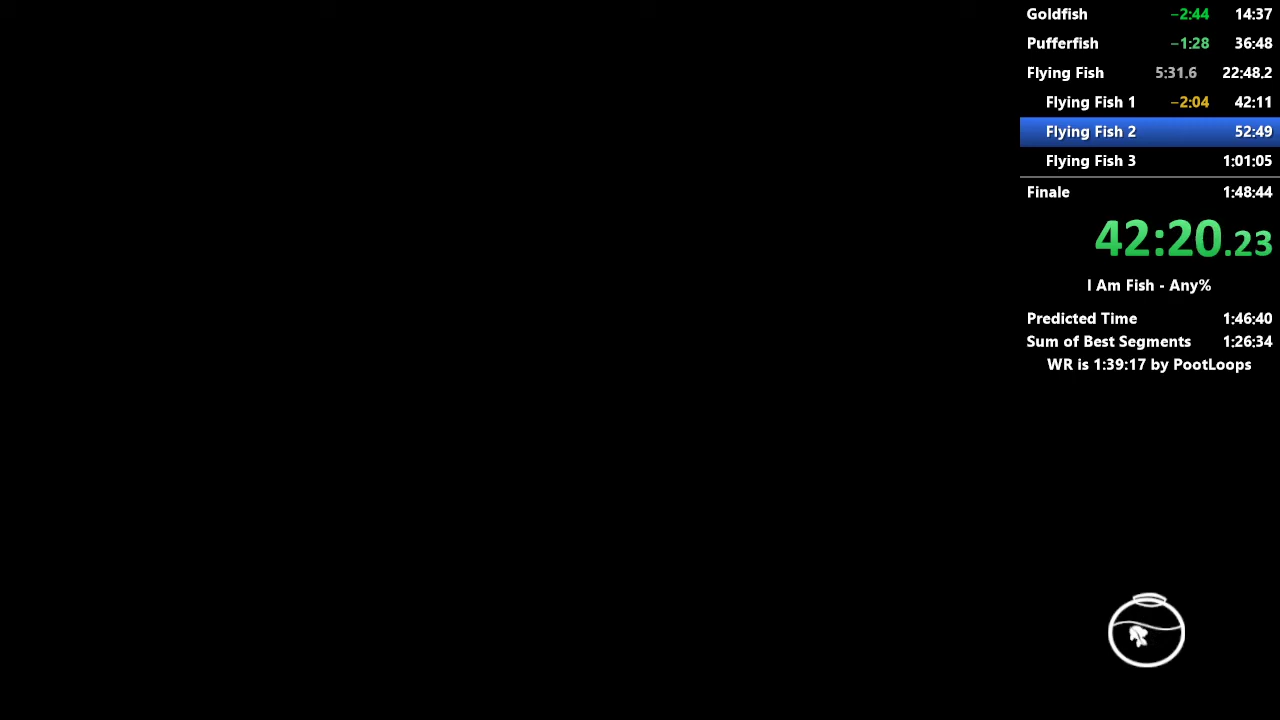 Goldfish −2:44 14:37
Pufferfish −1:28 36:48
Flying Fish 5:31.6 22:48.2
Flying Fish 1 −2:04 42:11
Flying Fish 2 52:49
Flying Fish 3 1:01:05
Finale 1:48:44
42:20.23
I Am Fish - Any%
Predicted Time 1:46:40
Sum of Best Segments 1:26:34
WR is 1:39:17 by PootLoops